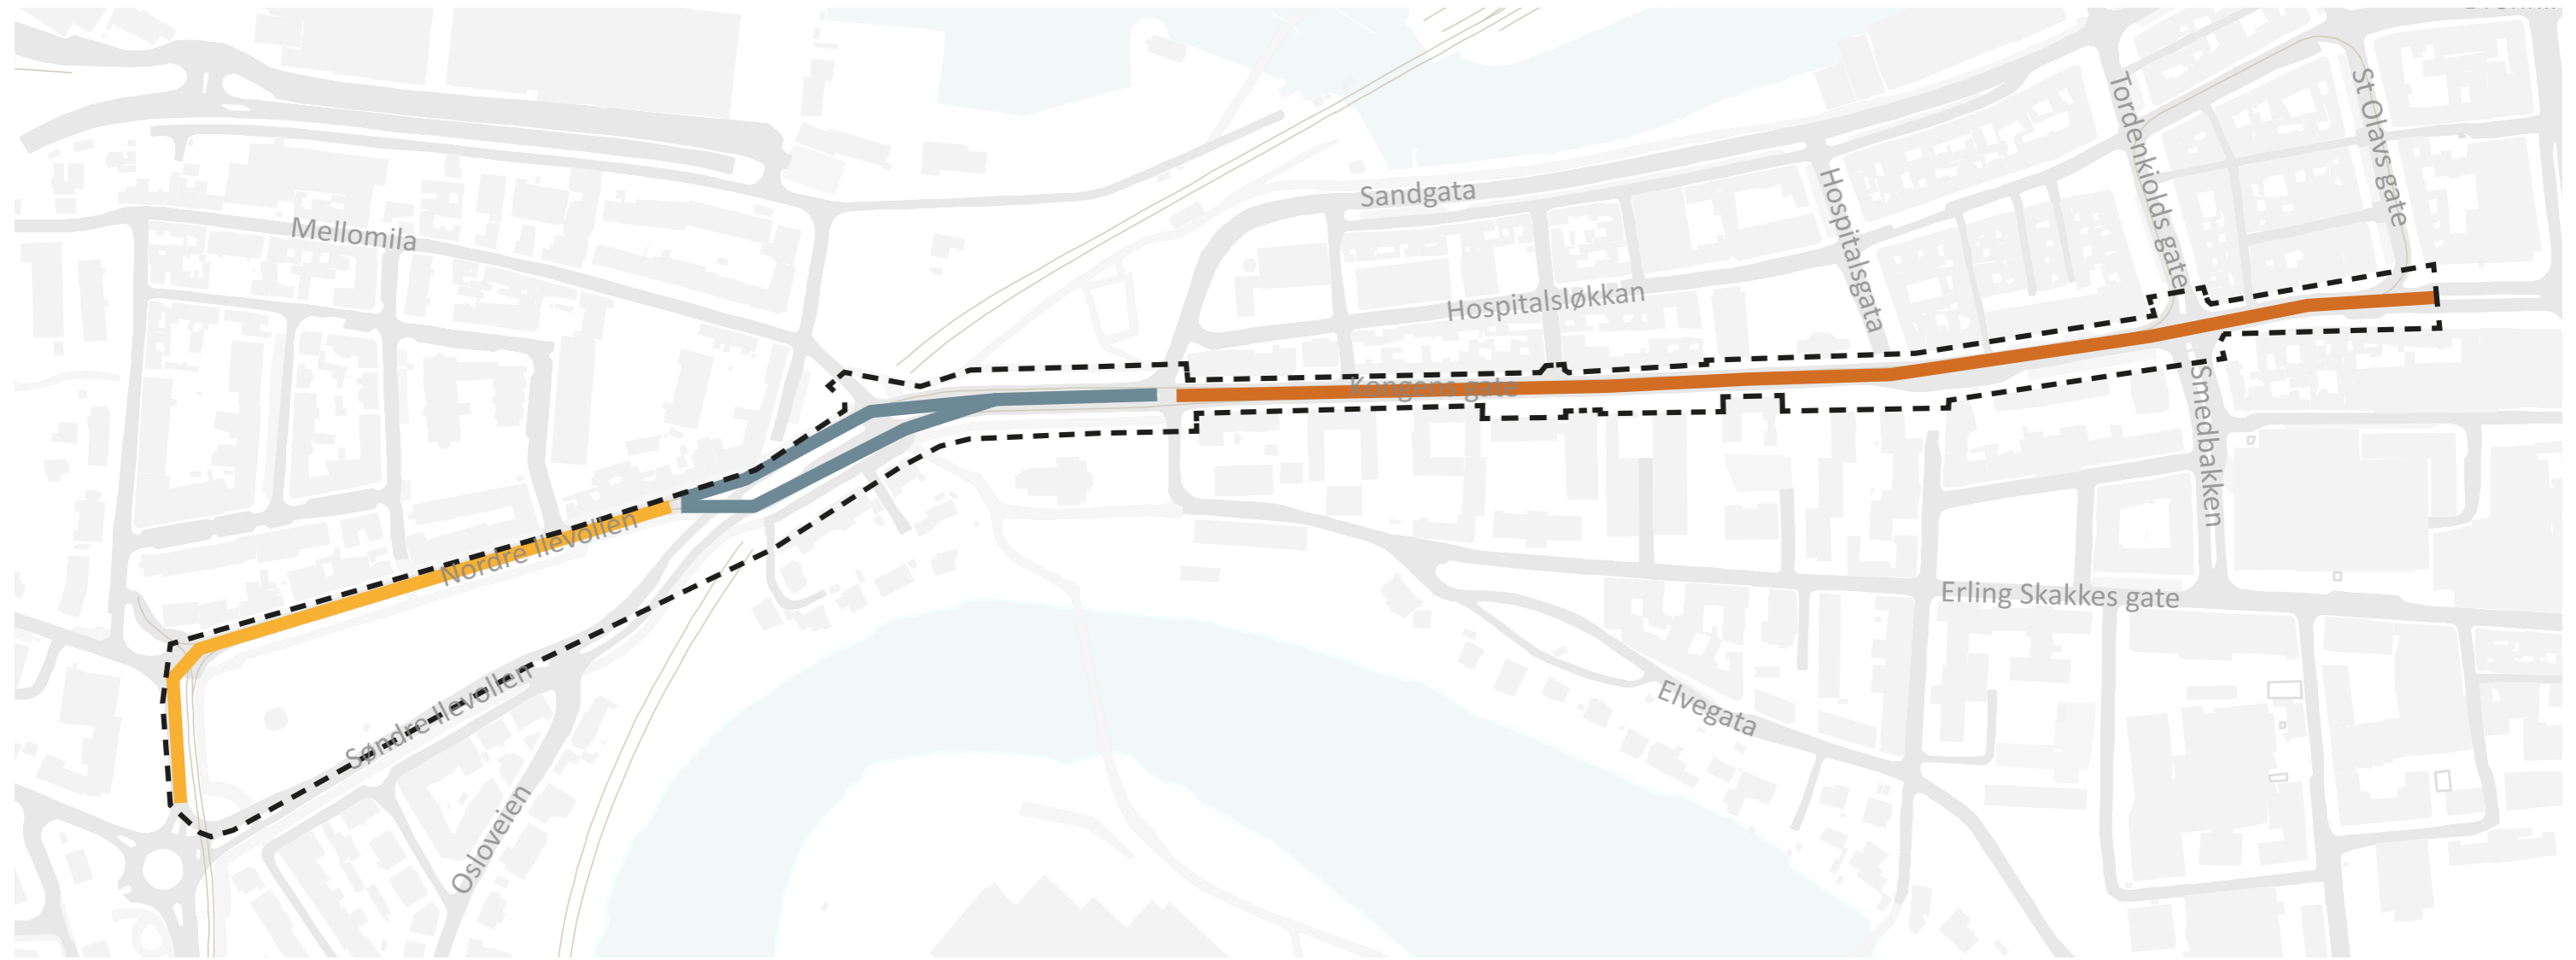 St Olavs gate
Tordenkiolds gate
Sandgata
Hospitalsgata
Mellomila
Hospitalsløkkan
Kongens gate
Smedbakken
Nordre Ilevollen
Erling Skakkes gate
Søndre Ilevollen
Elvegata
Osloveien